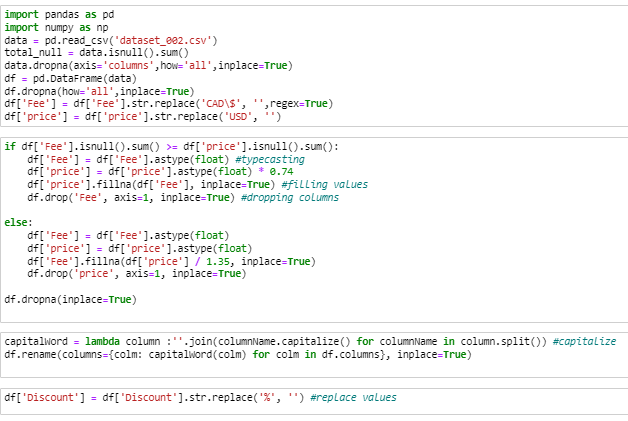 import pandas as pd
import numpy as np
data = pd.read_csv('dataset_002.csv')
total_null = data.isnull().sum()
data.dropna(axis='columns',how='all',inplace=True)
df = pd.DataFrame(data)
df.dropna(how='all',inplace=True)
df['Fee'] = df['Fee'].str.replace('CAD\$', '',regex=True)
df['price'] = df['price'].str.replace('USD', '')
if df['Fee'].isnull().sum() >= df['price'].isnull().sum():
    df['Fee'] = df['Fee'].astype(float) #typecasting
    df['price'] = df['price'].astype(float) * 0.74
    df['price'].fillna(df['Fee'], inplace=True) #filling values
    df.drop('Fee', axis=1, inplace=True) #dropping columns
else:
    df['Fee'] = df['Fee'].astype(float)
    df['price'] = df['price'].astype(float)
    df['Fee'].fillna(df['price'] / 1.35, inplace=True)
    df.drop('price', axis=1, inplace=True)
df.dropna(inplace=True)
capitalWord = lambda column :''.join(columnName.capitalize() for columnName in column.split()) #capitalize
df.rename(columns={colm: capitalWord(colm) for colm in df.columns}, inplace=True)
df['Discount'] = df['Discount'].str.replace('%', '') #replace values